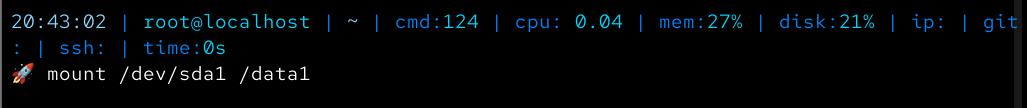 20:43:02 | root@localhost | ~ | cmd:124 | cpu: 0.04 | mem:27% | disk:21% | ip: | git
: | ssh: | time:0s
🚀 mount /dev/sda1 /data1